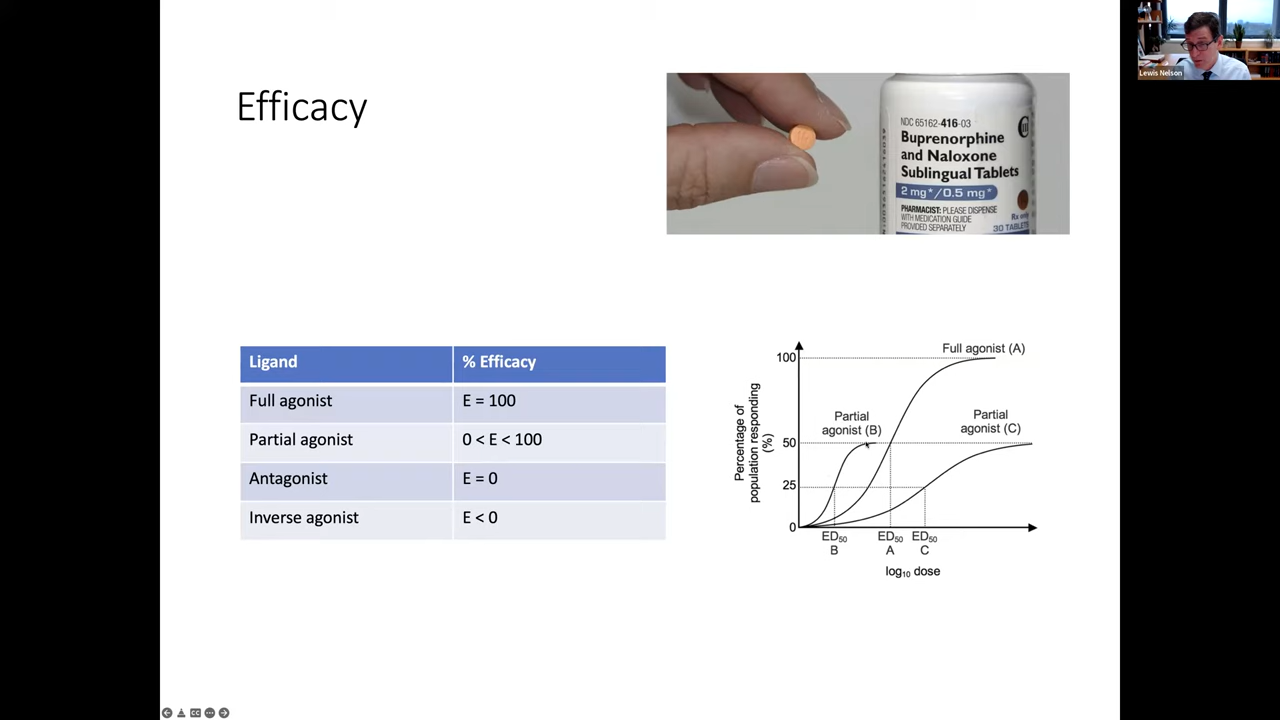 Efficacy
NDC 65162-416-03
Buprenorphine
and Naloxone
Sublingual Tablets
2 mg*/0.5 mg*
PHARMACIST: PLEASE DISPENSE
WITH MEDICATION GUIDE
PROVIDED SEPARATELY
Rx only
30 TABLETS
Lewis Nelson
Ligand % Efficacy
Full agonist E = 100
Partial agonist 0 < E < 100
Antagonist E = 0
Inverse agonist E < 0
Percentage of
population responding
(%)
100
50
25
0
Full agonist (A)
Partial
agonist (B)
Partial
agonist (C)
ED₅₀ ED₅₀ ED₅₀
B A C
log₁₀ dose
CC